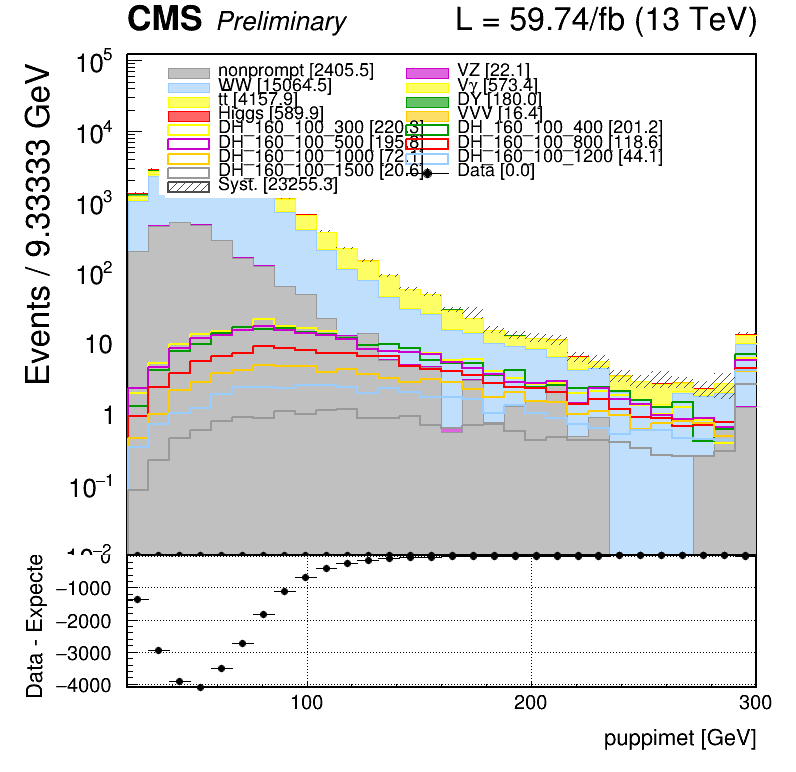 CMS Preliminary L = 59.74/fb (13 TeV)
Events / 9.33333 GeV
10^5
10^4
10^3
10^2
10
1
10^−1
10^−2
nonprompt [2405.5] VZ [22.1]
WW [15064.5] Vγ [573.4]
tt [4157.9] DY [180.0]
Higgs [589.9] VVV [16.4]
DH_160_100_300 [220.3] DH_160_100_400 [201.2]
DH_160_100_500 [195.8] DH_160_100_800 [118.6]
DH_160_100_1000 [72.1] DH_160_100_1200 [44.1]
DH_160_100_1500 [20.6] Data [0.0]
Syst. [23255.3]
Data - Expecte
0
−1000
−2000
−3000
−4000
100 200 300
puppimet [GeV]